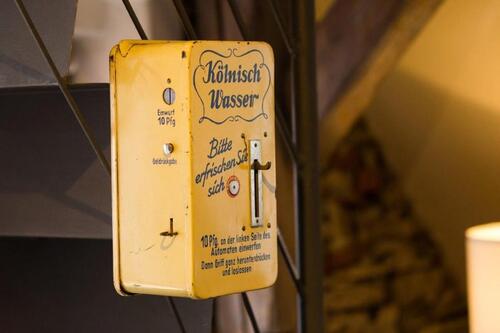 Kölnisch
Wasser
Einwurf
10 Pfg
Geldrückgabe
Bitte
erfrischen Sie
sich
10 Pfg. an der linken Seite des
Automaten einwerfen
Dann Griff ganz herunterdrücken
und loslassen